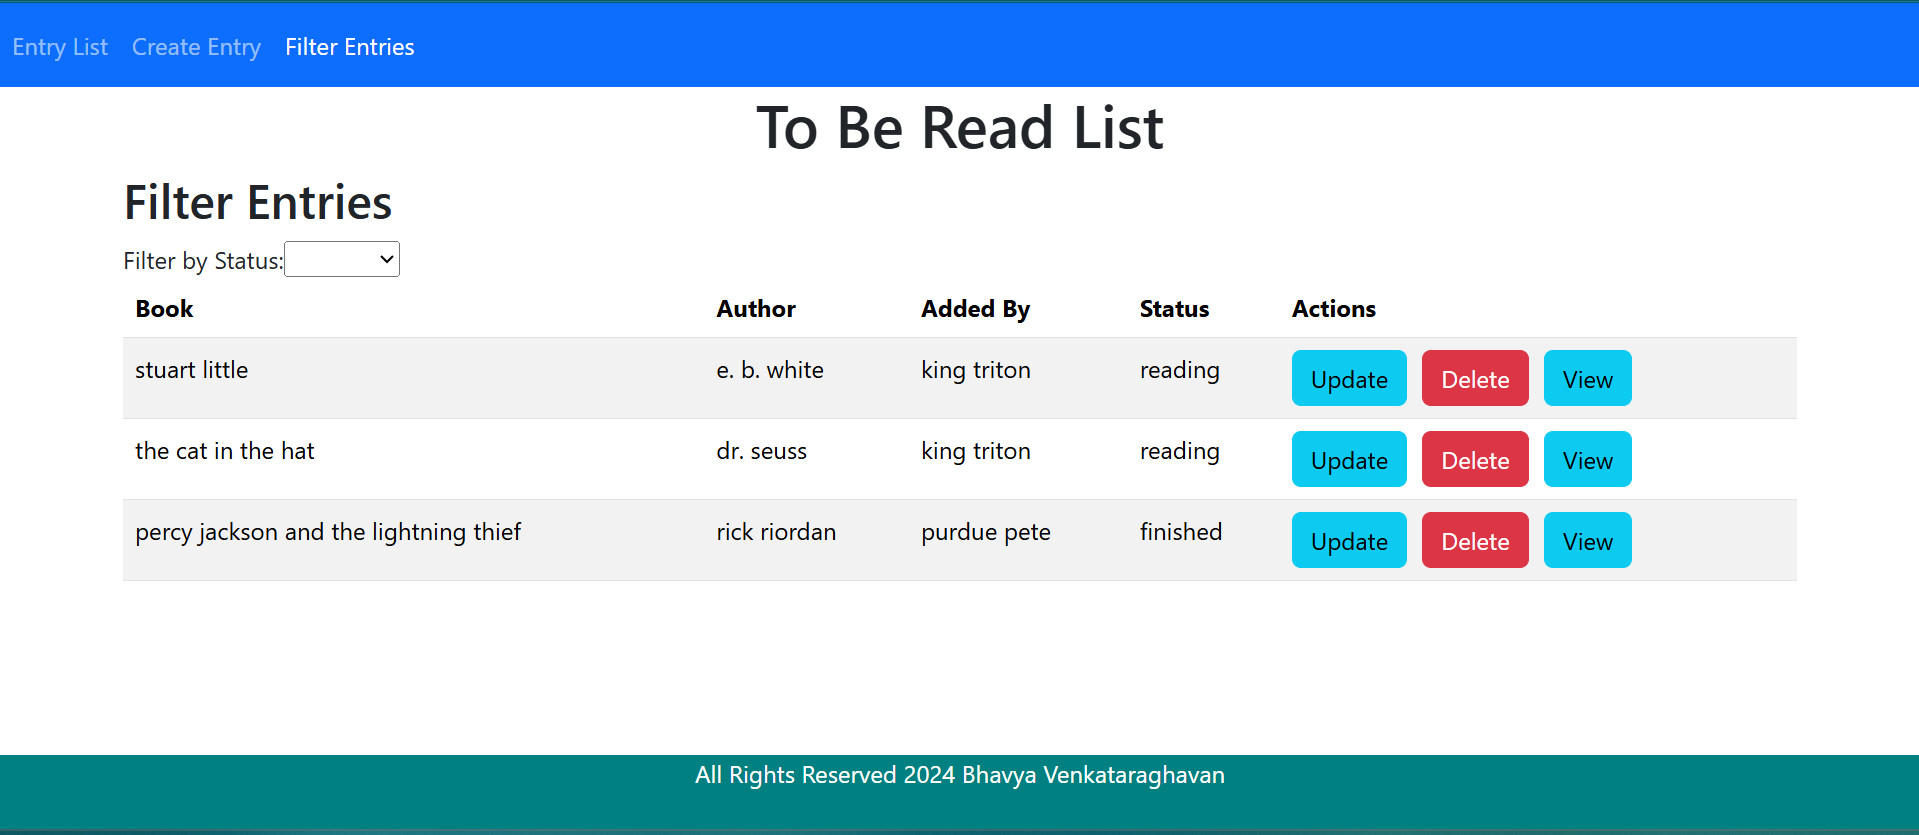 Entry List Create Entry Filter Entries
To Be Read List
Filter Entries
Filter by Status:
Book Author Added By Status Actions
stuart little e. b. white king triton reading Update Delete View
the cat in the hat dr. seuss king triton reading Update Delete View
percy jackson and the lightning thief rick riordan purdue pete finished Update Delete View
All Rights Reserved 2024 Bhavya Venkataraghavan